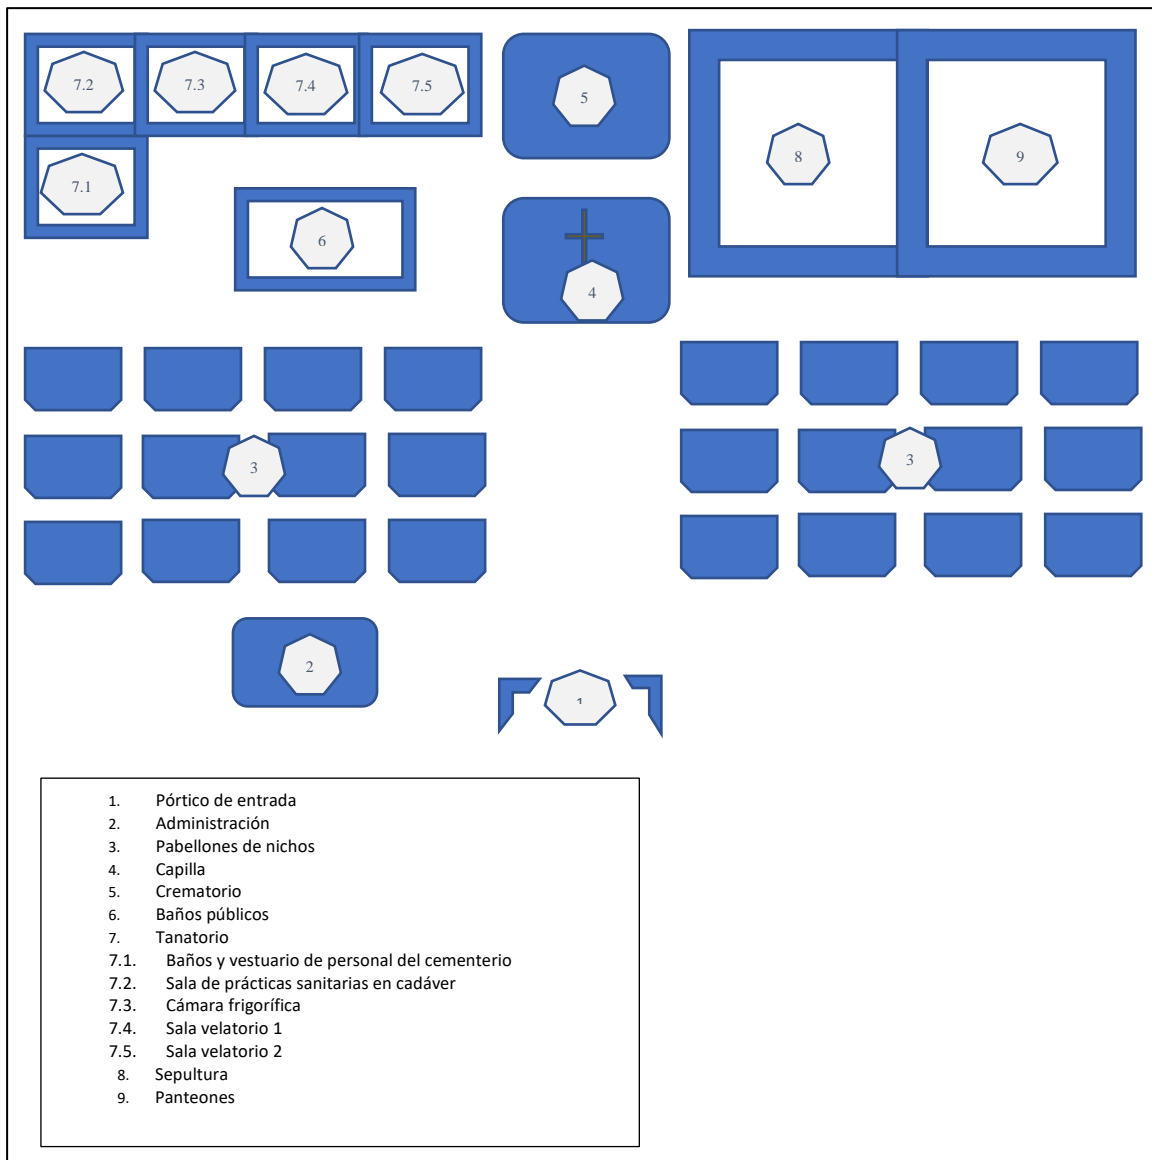 7.2 7.3 7.4 7.5 5
8 9
7.1
6
4
3 3
2
1
1. Pórtico de entrada
2. Administración
3. Pabellones de nichos
4. Capilla
5. Crematorio
6. Baños públicos
7. Tanatorio
7.1. Baños y vestuario de personal del cementerio
7.2. Sala de prácticas sanitarias en cadáver
7.3. Cámara frigorífica
7.4. Sala velatorio 1
7.5. Sala velatorio 2
8. Sepultura
9. Panteones